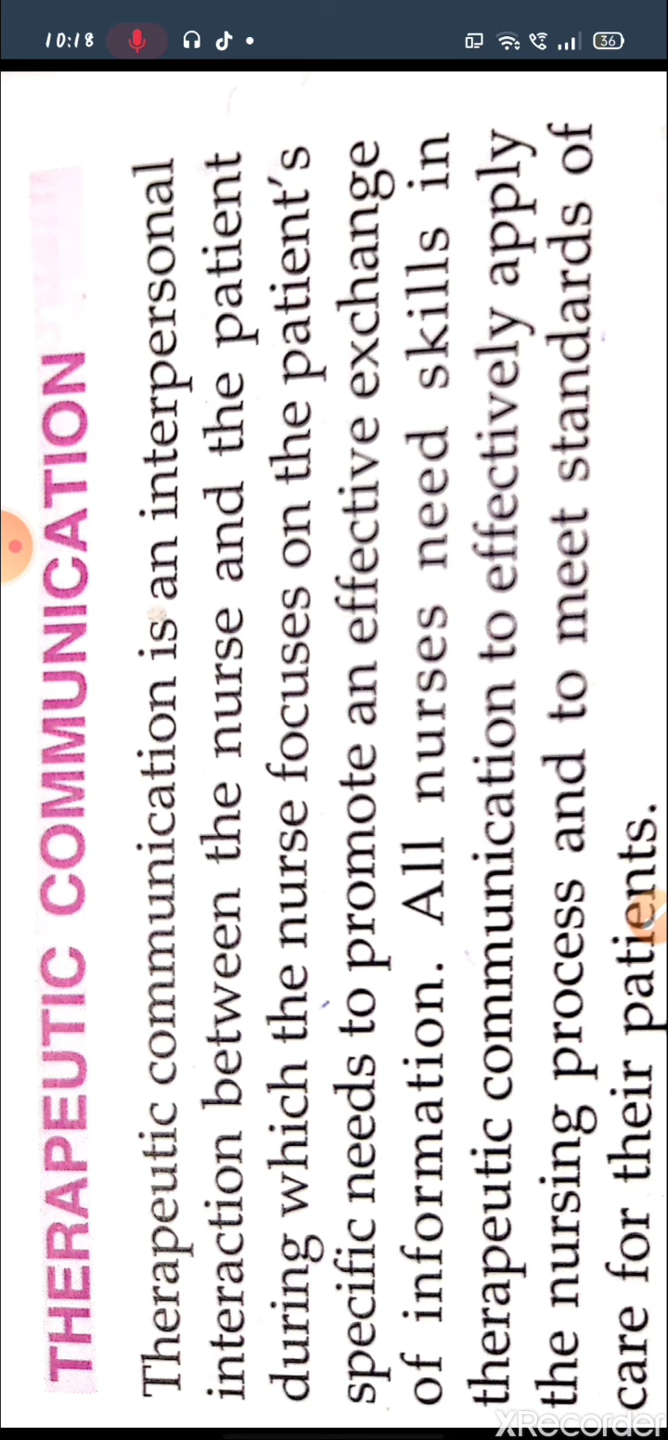 10:18
36
THERAPEUTIC COMMUNICATION
Therapeutic communication is an interpersonal
interaction between the nurse and the patient
during which the nurse focuses on the patient's
specific needs to promote an effective exchange
of information. All nurses need skills in
therapeutic communication to effectively apply
the nursing process and to meet standards of
care for their patients.
XRecorder